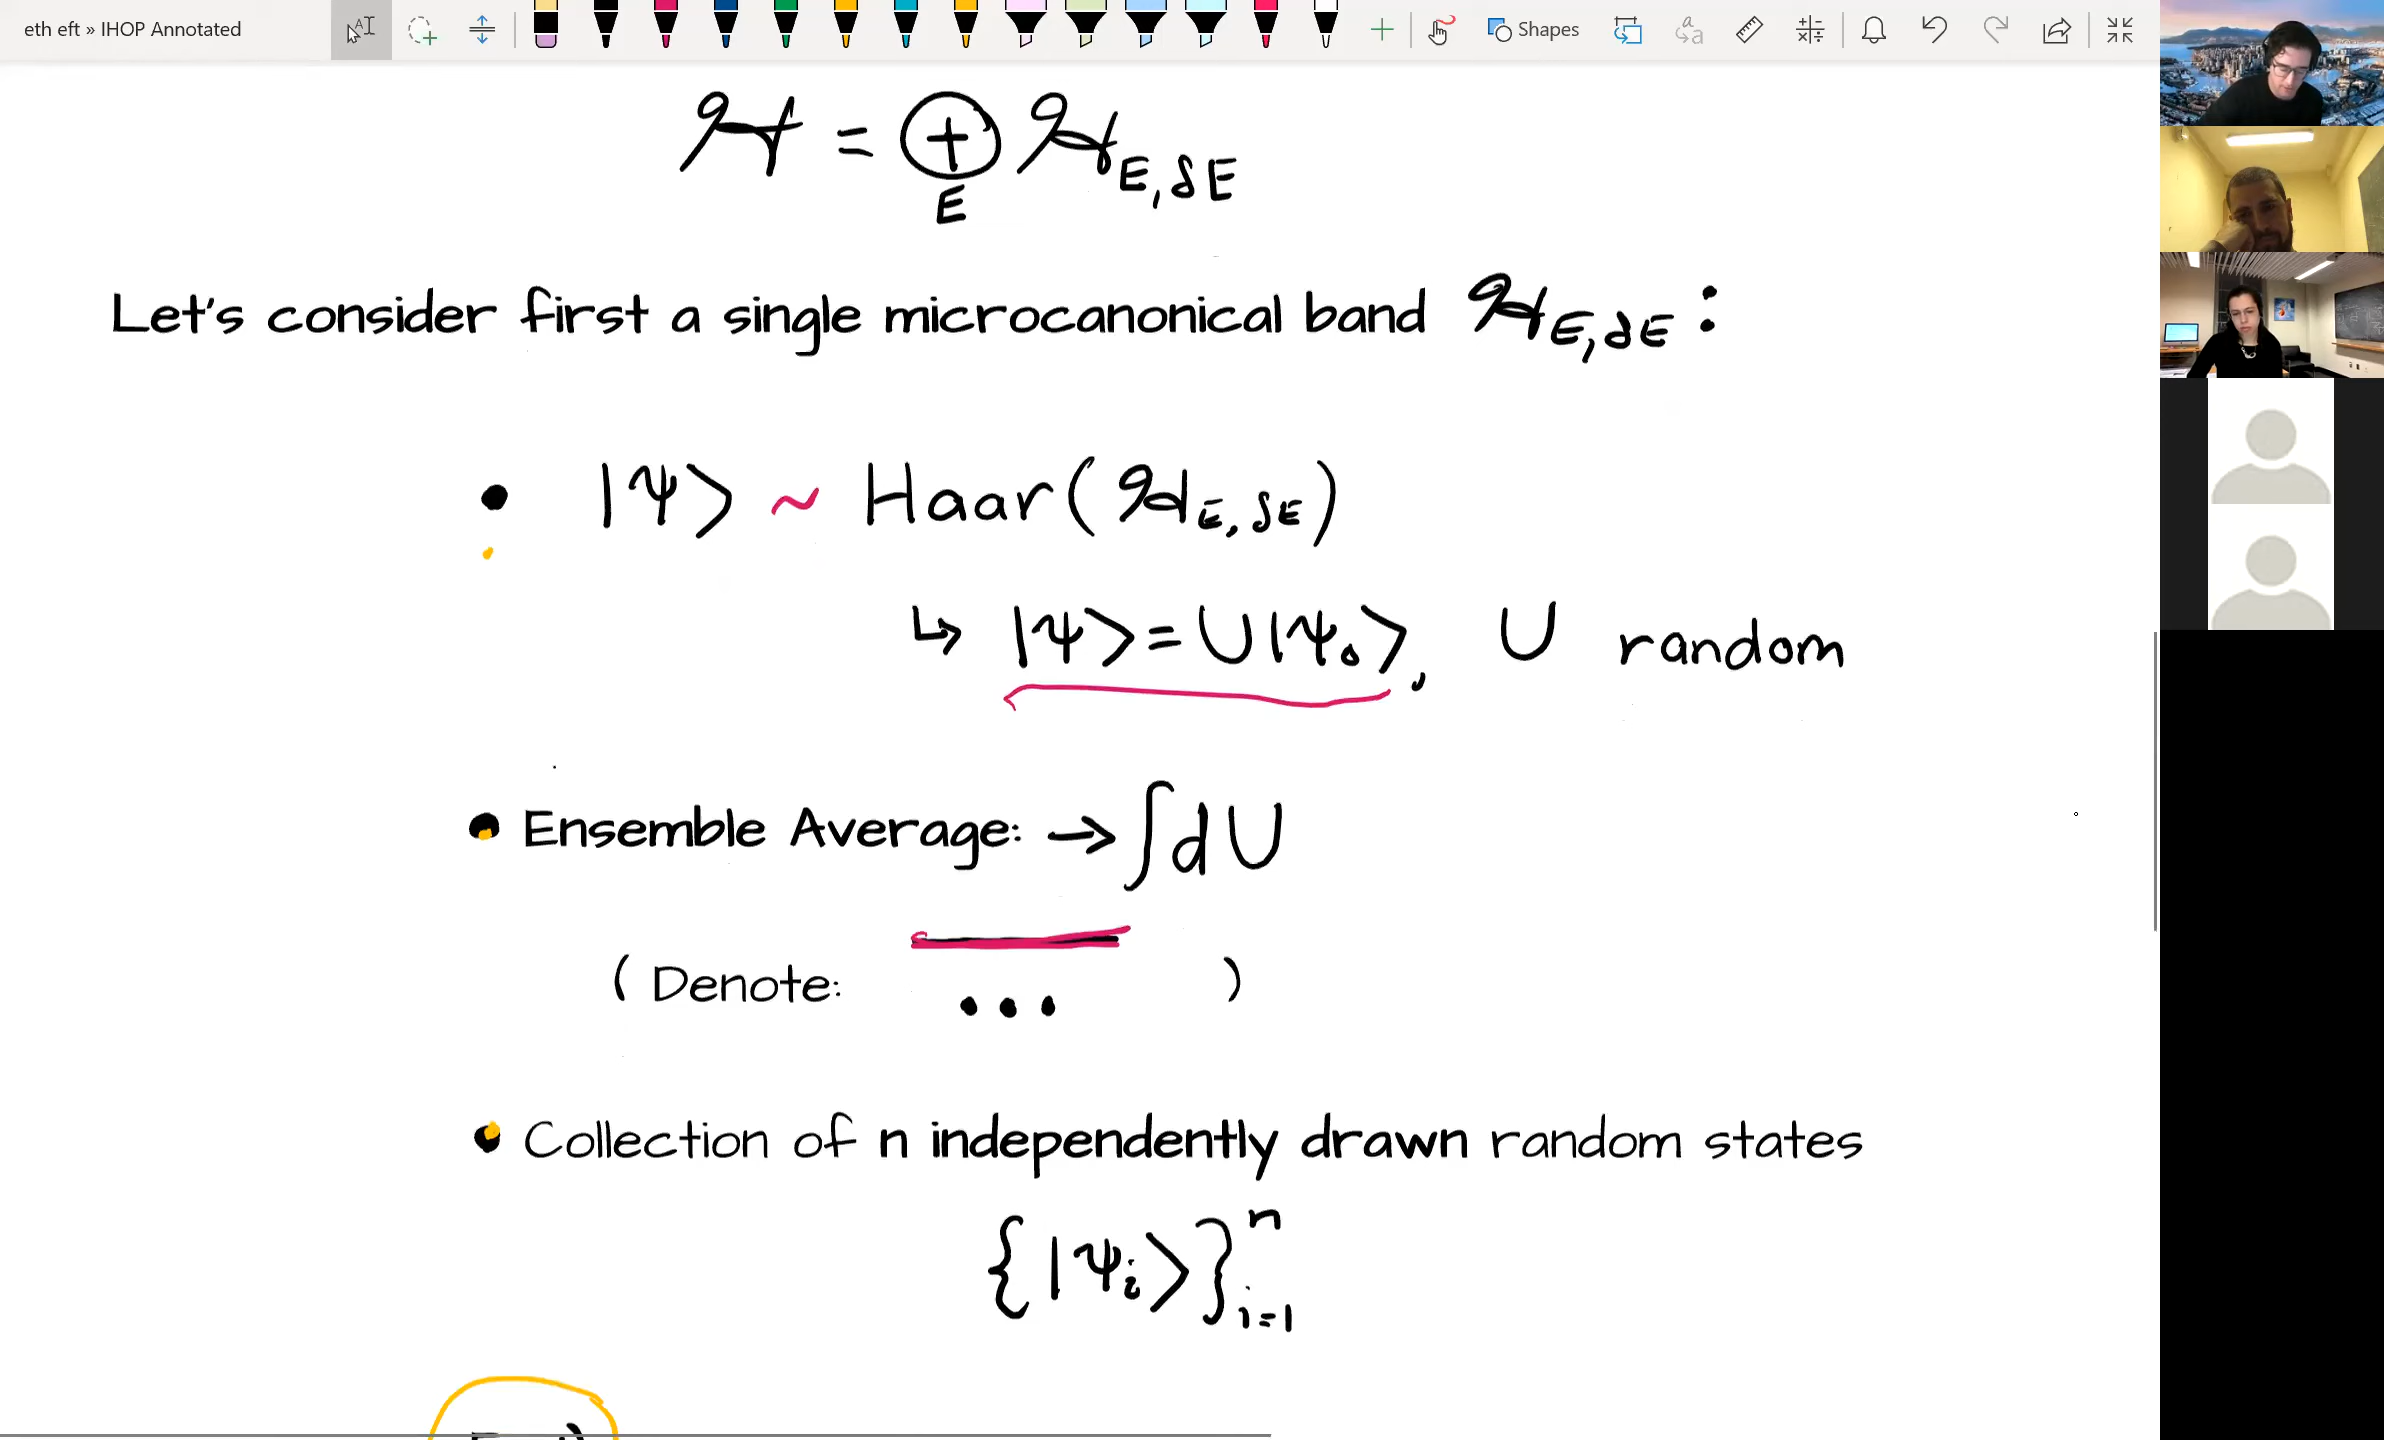 eth eft » IHOP Annotated
Shapes
ℋ = ⊕_E ℋ_{E,δE}
Let's consider first a single microcanonical band ℋ_{E,δE} :
• |ψ⟩ ~ Haar(ℋ_{E,δE})
↳ |ψ⟩ = U|ψ₀⟩, U random
• Ensemble Average: → ∫dU
( Denote: ‾‾‾ ... )
• Collection of n independently drawn random states
{|ψ_i⟩}_{i=1}^n